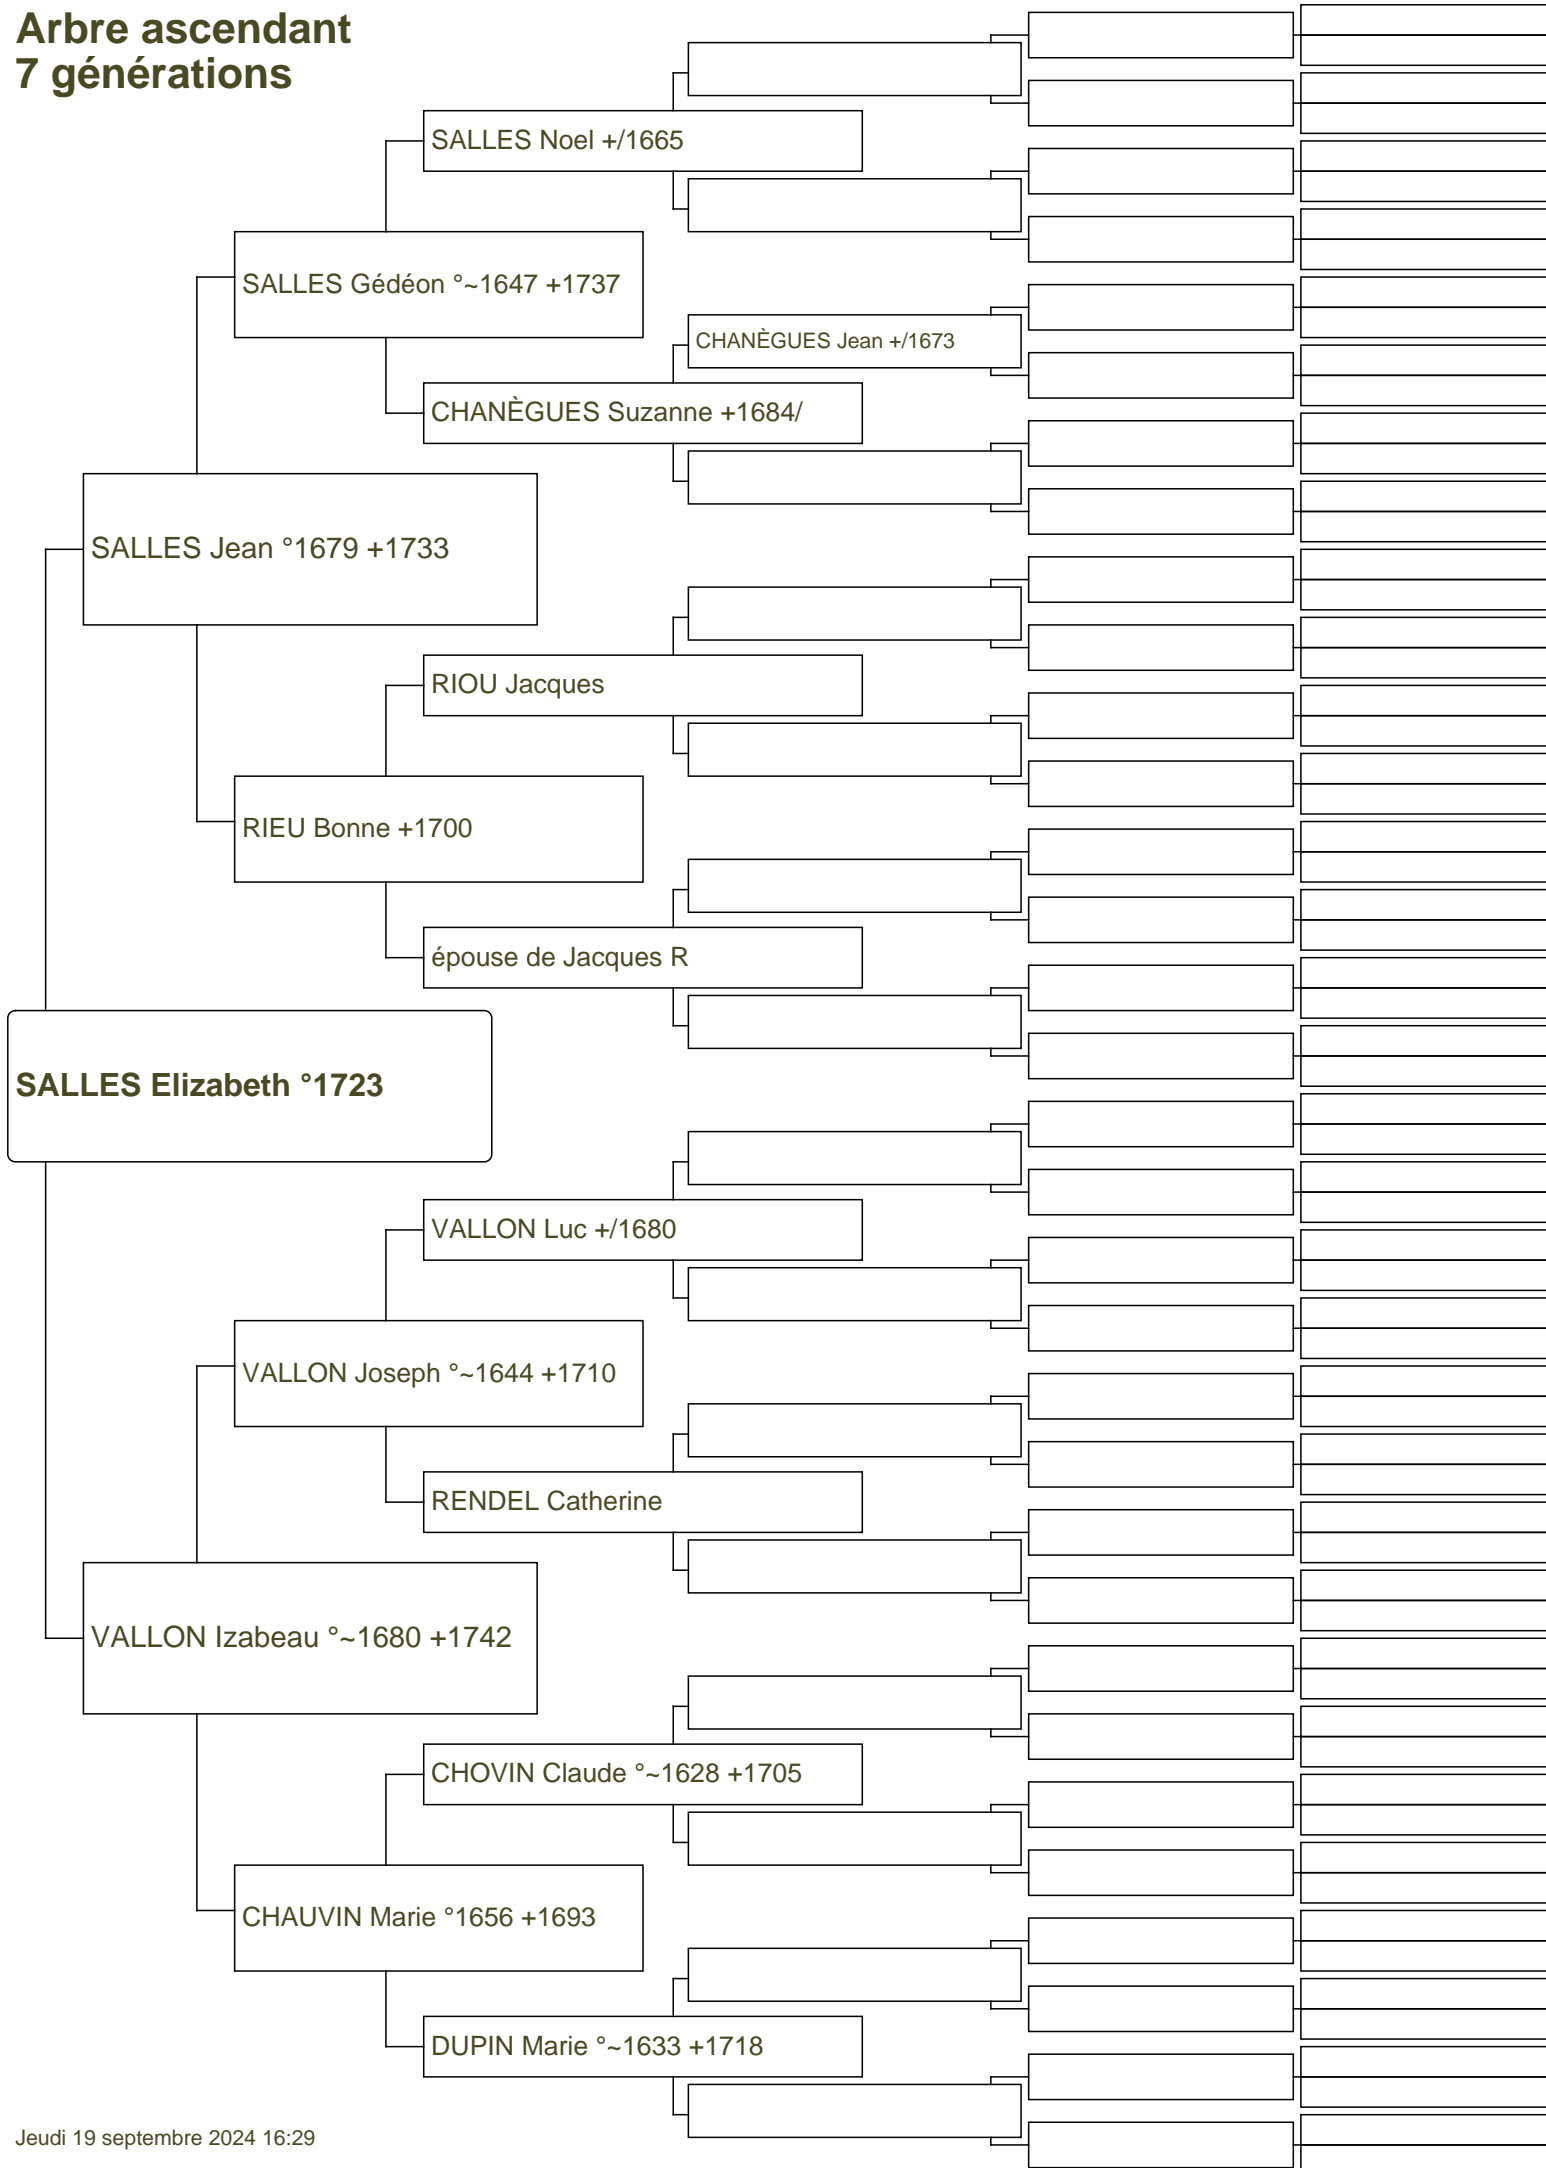 Arbre ascendant
7 générations
SALLES Noel +/1665
SALLES Gédéon °~1647 +1737
CHANÈGUES Jean +/1673
CHANÈGUES Suzanne +1684/
SALLES Jean °1679 +1733
RIOU Jacques
RIEU Bonne +1700
épouse de Jacques R
SALLES Elizabeth °1723
VALLON Luc +/1680
VALLON Joseph °~1644 +1710
RENDEL Catherine
VALLON Izabeau °~1680 +1742
CHOVIN Claude °~1628 +1705
CHAUVIN Marie °1656 +1693
DUPIN Marie °~1633 +1718
Jeudi 19 septembre 2024 16:29